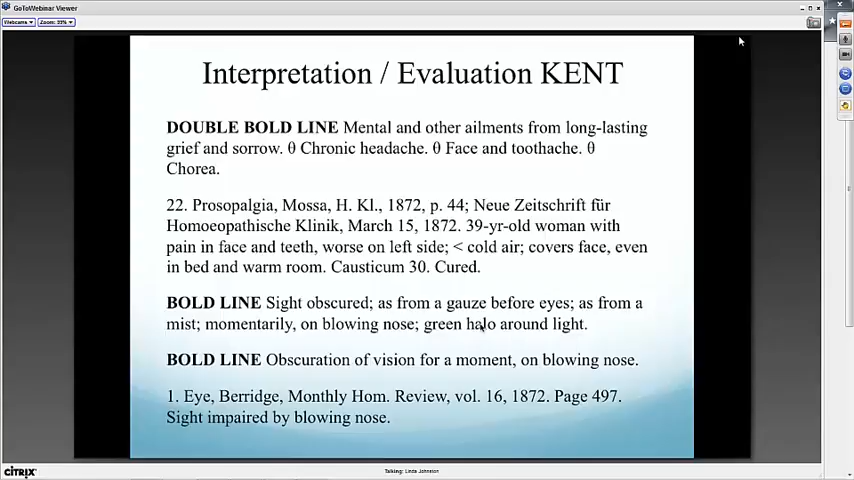 GoToWebinar Viewer
Webcams
Zoom: 33%
Interpretation / Evaluation KENT
DOUBLE BOLD LINE Mental and other ailments from long-lasting
grief and sorrow. θ Chronic headache. θ Face and toothache. θ
Chorea.
22. Prosopalgia, Mossa, H. Kl., 1872, p. 44; Neue Zeitschrift für
Homoeopathische Klinik, March 15, 1872. 39-yr-old woman with
pain in face and teeth, worse on left side; < cold air; covers face, even
in bed and warm room. Causticum 30. Cured.
BOLD LINE Sight obscured; as from a gauze before eyes; as from a
mist; momentarily, on blowing nose; green halo around light.
BOLD LINE Obscuration of vision for a moment, on blowing nose.
1. Eye, Berridge, Monthly Hom. Review, vol. 16, 1872. Page 497.
Sight impaired by blowing nose.
CITRIX
Talking: Linda Johnston